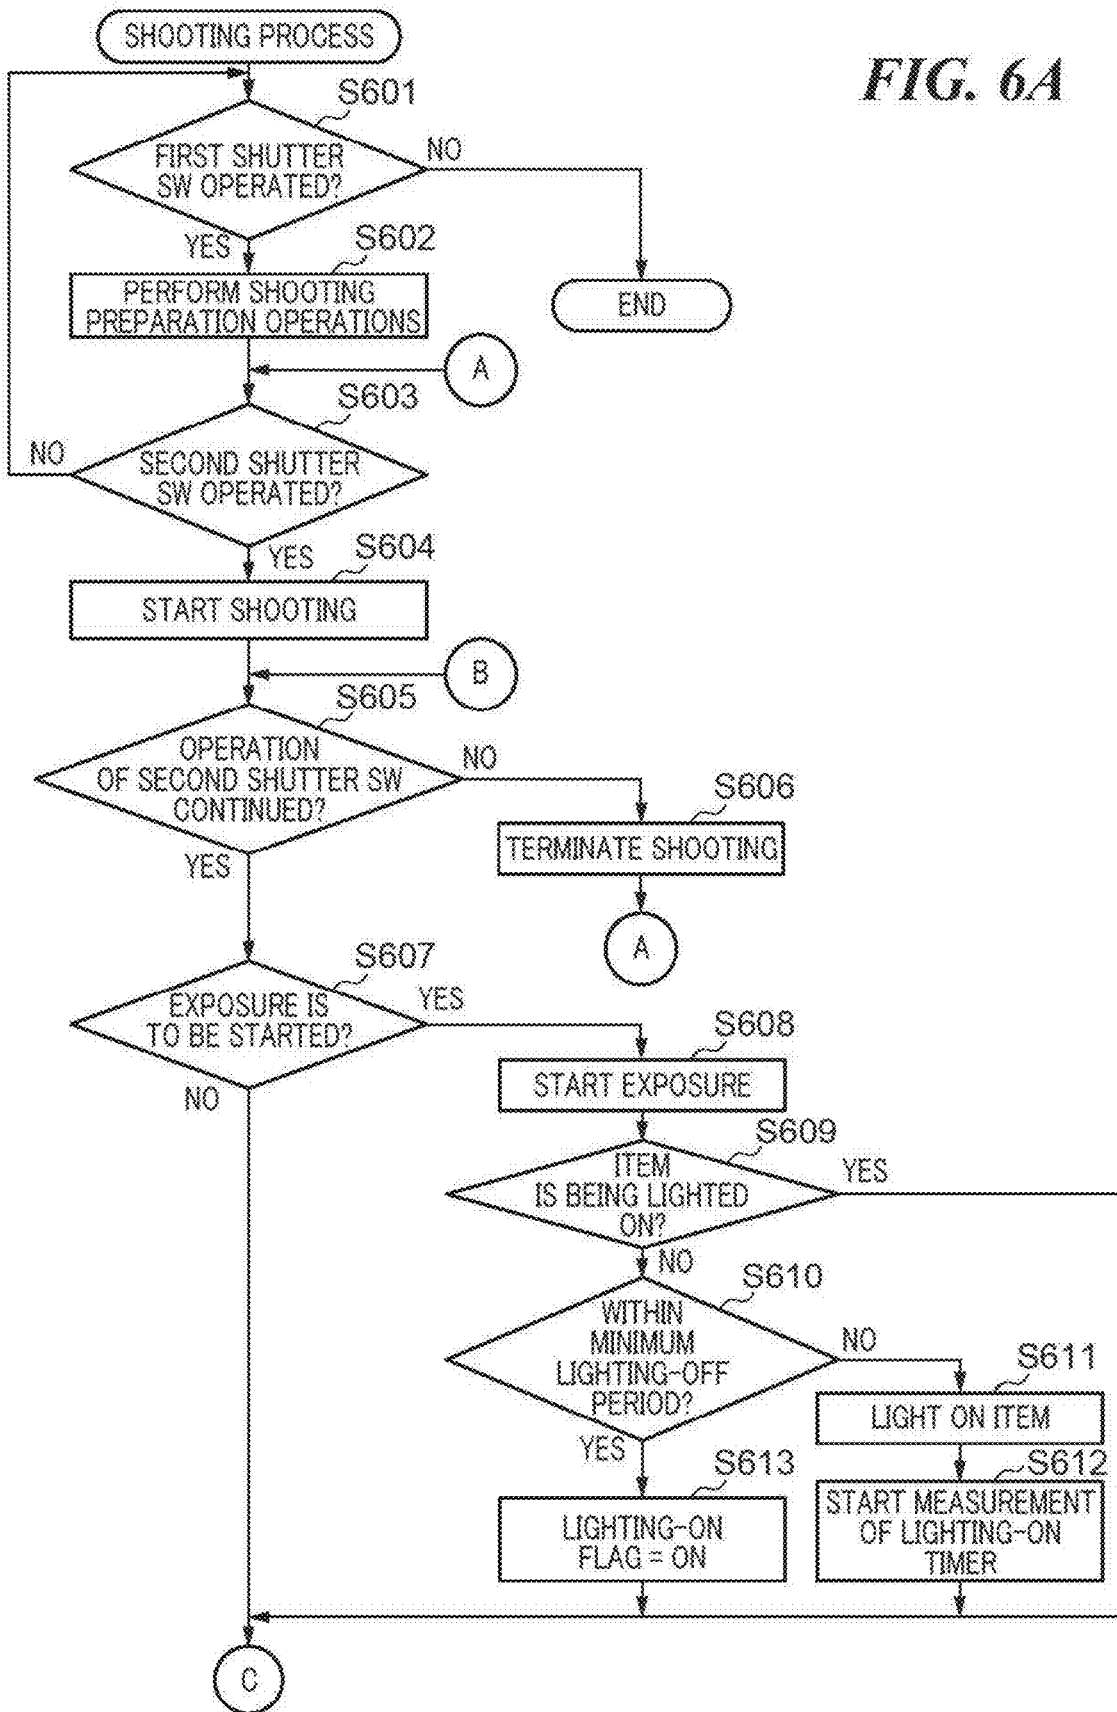 SHOOTING PROCESS
FIG. 6A
S601
FIRST SHUTTER
SW OPERATED?
NO
YES
S602
PERFORM SHOOTING
PREPARATION OPERATIONS
END
A
S603
NO
SECOND SHUTTER
SW OPERATED?
YES
S604
START SHOOTING
B
S605
OPERATION
OF SECOND SHUTTER SW
CONTINUED?
NO
YES
S606
TERMINATE SHOOTING
A
S607
EXPOSURE IS
TO BE STARTED?
YES
NO
S608
START EXPOSURE
S609
ITEM
IS BEING LIGHTED
ON?
YES
NO
S610
WITHIN
MINIMUM
LIGHTING-OFF
PERIOD?
NO
YES
S611
LIGHT ON ITEM
S612
START MEASUREMENT
OF LIGHTING-ON
TIMER
S613
LIGHTING-ON
FLAG = ON
C